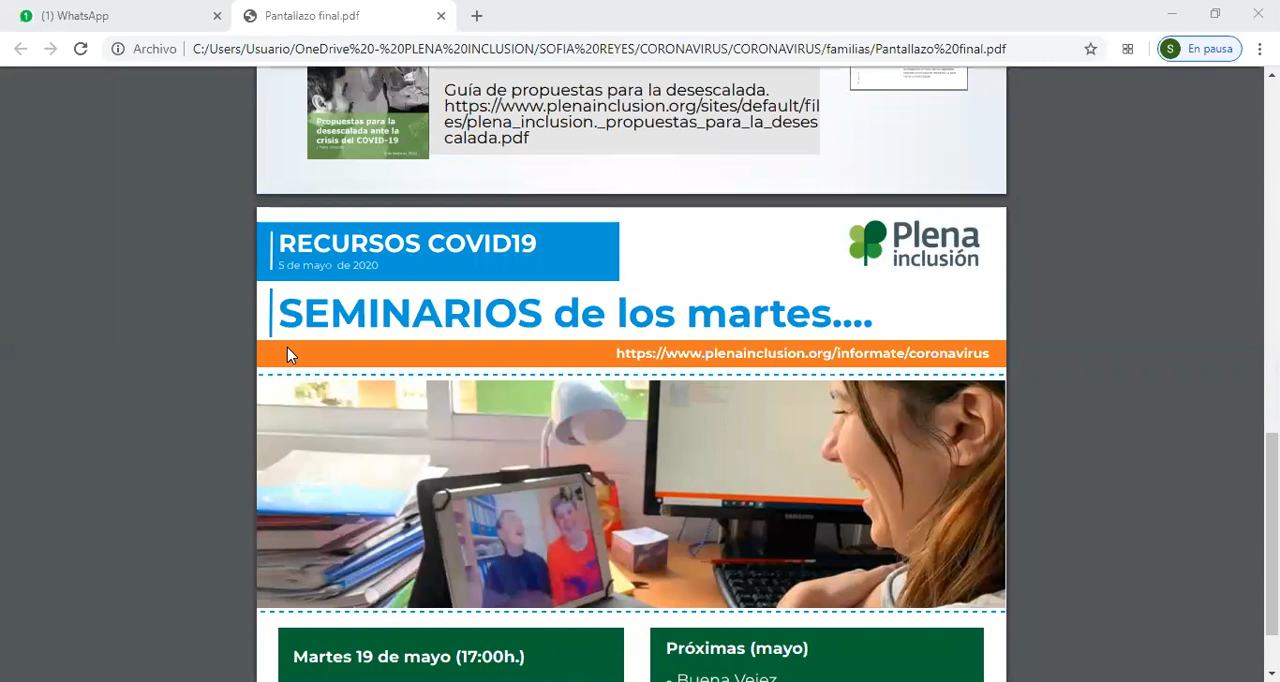 (1) WhatsApp
Pantallazo final.pdf
Archivo
C:/Users/Usuario/OneDrive%20-%20PLENA%20INCLUSION/SOFIA%20REYES/CORONAVIRUS/CORONAVIRUS/familias/Pantallazo%20final.pdf
S
En pausa
Propuestas para la
desescalada ante la
crisis del COVID-19
Guía de propuestas para la desescalada.
https://www.plenainclusion.org/sites/default/fil
es/plena_inclusion._propuestas_para_la_deses
calada.pdf
RECURSOS COVID19
5 de mayo de 2020
Plena
inclusión
SEMINARIOS de los martes....
https://www.plenainclusion.org/informate/coronavirus
SAMSUNG
Martes 19 de mayo (17:00h.)
Próximas (mayo)
- Buena Vejez